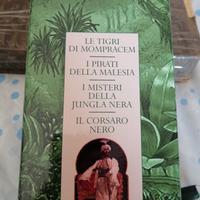 LE TIGRI
DI MOMPRACEM
I PIRATI
DELLA MALESIA
I MISTERI
DELLA
JUNGLA NERA
IL CORSARO
NERO